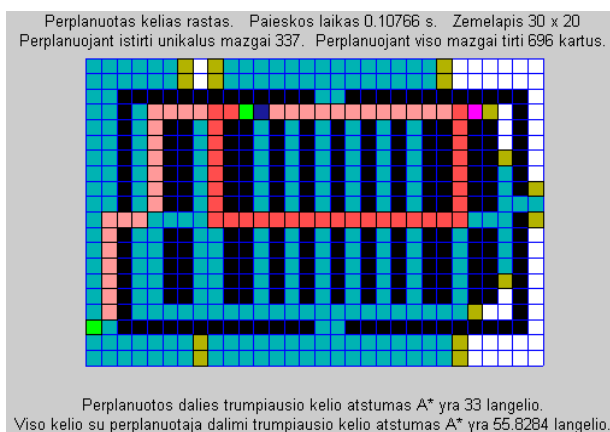 Perplanuotas kelias rastas. Paieskos laikas 0.10766 s. Zemelapis 30 x 20
Perplanuojant istirti unikalus mazgai 337. Perplanuojant viso mazgai tirti 696 kartus.
Perplanuotos dalies trumpiausio kelio atstumas A* yra 33 langelio.
Viso kelio su perplanuotaja dalimi trumpiausio kelio atstumas A* yra 55.8284 langelio.